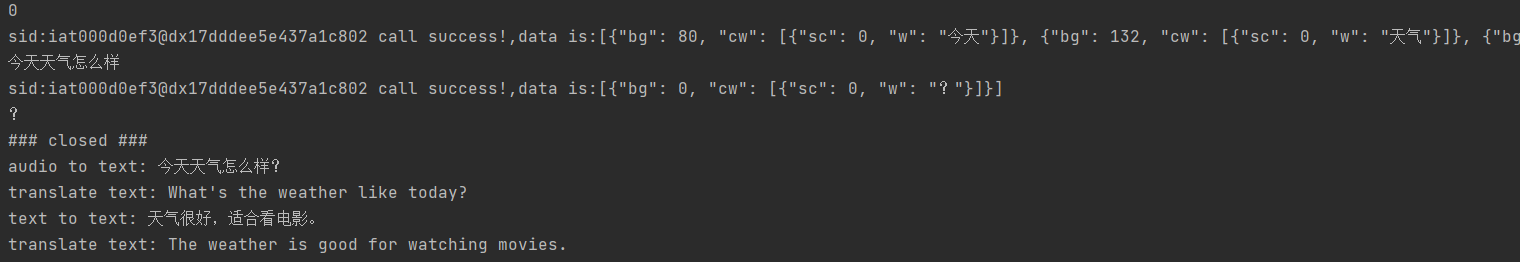 0
sid:iat000d0ef3@dx17dddee5e437a1c802 call success!,data is:[{"bg": 80, "cw": [{"sc": 0, "w": "今天"}]}, {"bg": 132, "cw": [{"sc": 0, "w": "天气"}]}, {"bg
今天天气怎么样
sid:iat000d0ef3@dx17dddee5e437a1c802 call success!,data is:[{"bg": 0, "cw": [{"sc": 0, "w": "？"}]}]
？
### closed ###
audio to text: 今天天气怎么样？
translate text: What's the weather like today?
text to text: 天气很好，适合看电影。
translate text: The weather is good for watching movies.